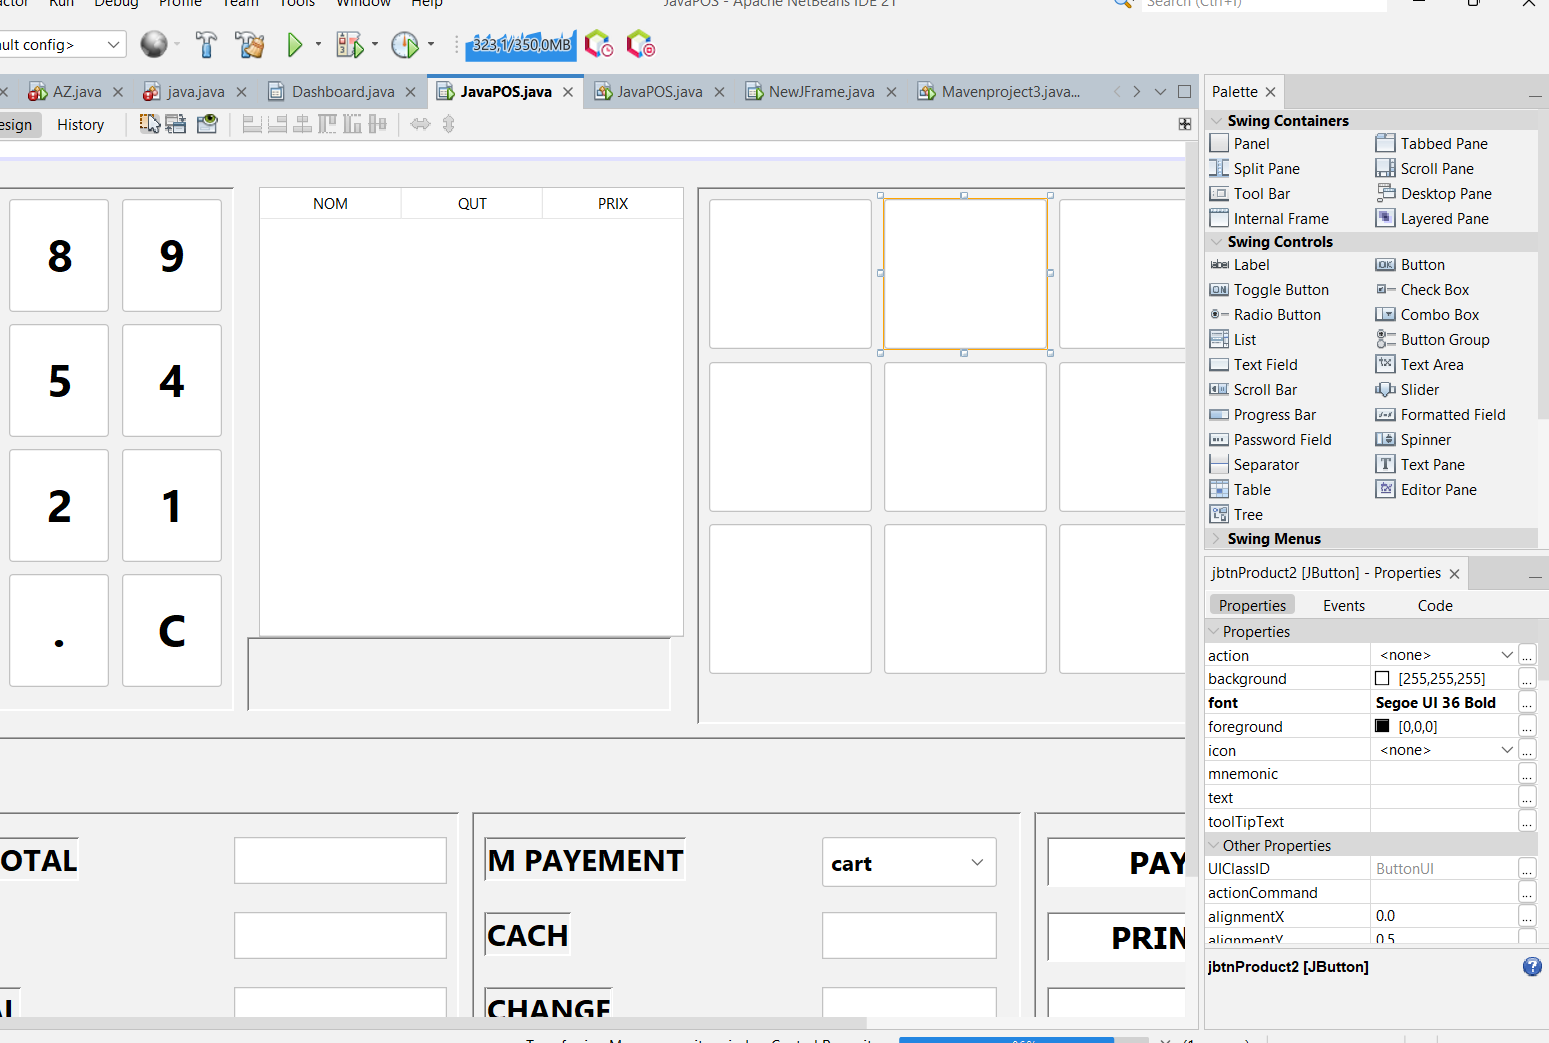 actor Run Debug Profile Team Tools Window Help
JavaPOS - Apache NetBeans IDE 21
Search (Ctrl+I)
ult config>
323,1/350,0MB
AZ.java
java.java
Dashboard.java
JavaPOS.java
JavaPOS.java
NewJFrame.java
Mavenproject3.java...
esign
History
NOM QUT PRIX
8 9
5 4
2 1
. C
OTAL
M PAYEMENT
cart
PAY
CACH
PRIN
CHANGE
Palette
Swing Containers
Panel
Tabbed Pane
Split Pane
Scroll Pane
Tool Bar
Desktop Pane
Internal Frame
Layered Pane
Swing Controls
Label
Button
Toggle Button
Check Box
Radio Button
Combo Box
List
Button Group
Text Field
Text Area
Scroll Bar
Slider
Progress Bar
Formatted Field
Password Field
Spinner
Separator
Text Pane
Table
Editor Pane
Tree
Swing Menus
jbtnProduct2 [JButton] - Properties
Properties Events Code
Properties
action <none> ...
background [255,255,255] ...
font Segoe UI 36 Bold ...
foreground [0,0,0] ...
icon <none> ...
mnemonic ...
text ...
toolTipText ...
Other Properties
UIClassID ButtonUI ...
actionCommand ...
alignmentX 0.0 ...
alignmentY 0.5
jbtnProduct2 [JButton]